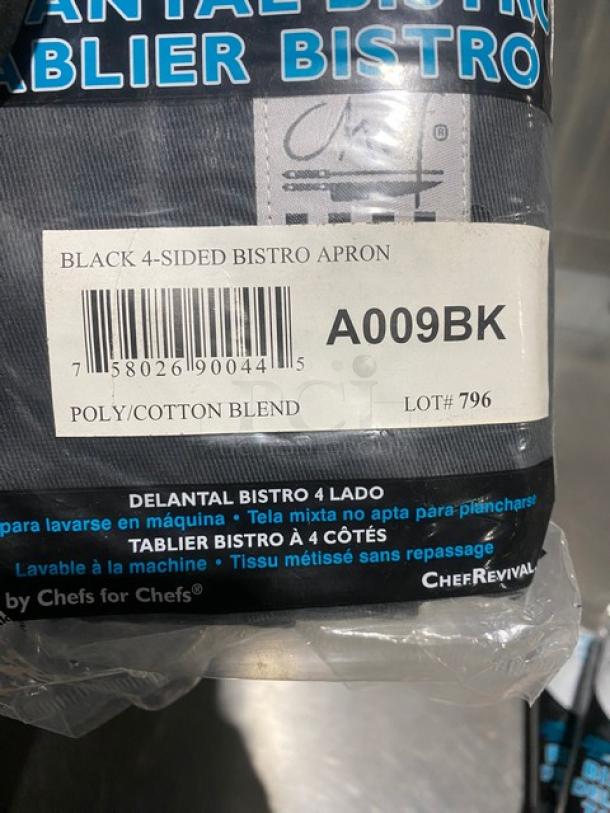 TABLIER BISTRO
Chef®
BLACK 4-SIDED BISTRO APRON
A009BK
7 58026 90044 5
POLY/COTTON BLEND
LOT# 796
DELANTAL BISTRO 4 LADO
para lavarse en máquina • Tela mixta no apta para plancharse
TABLIER BISTRO À 4 CÔTÉS
Lavable à la machine • Tissu métissé sans repassage
CHEFREVIVAL
by Chefs for Chefs®